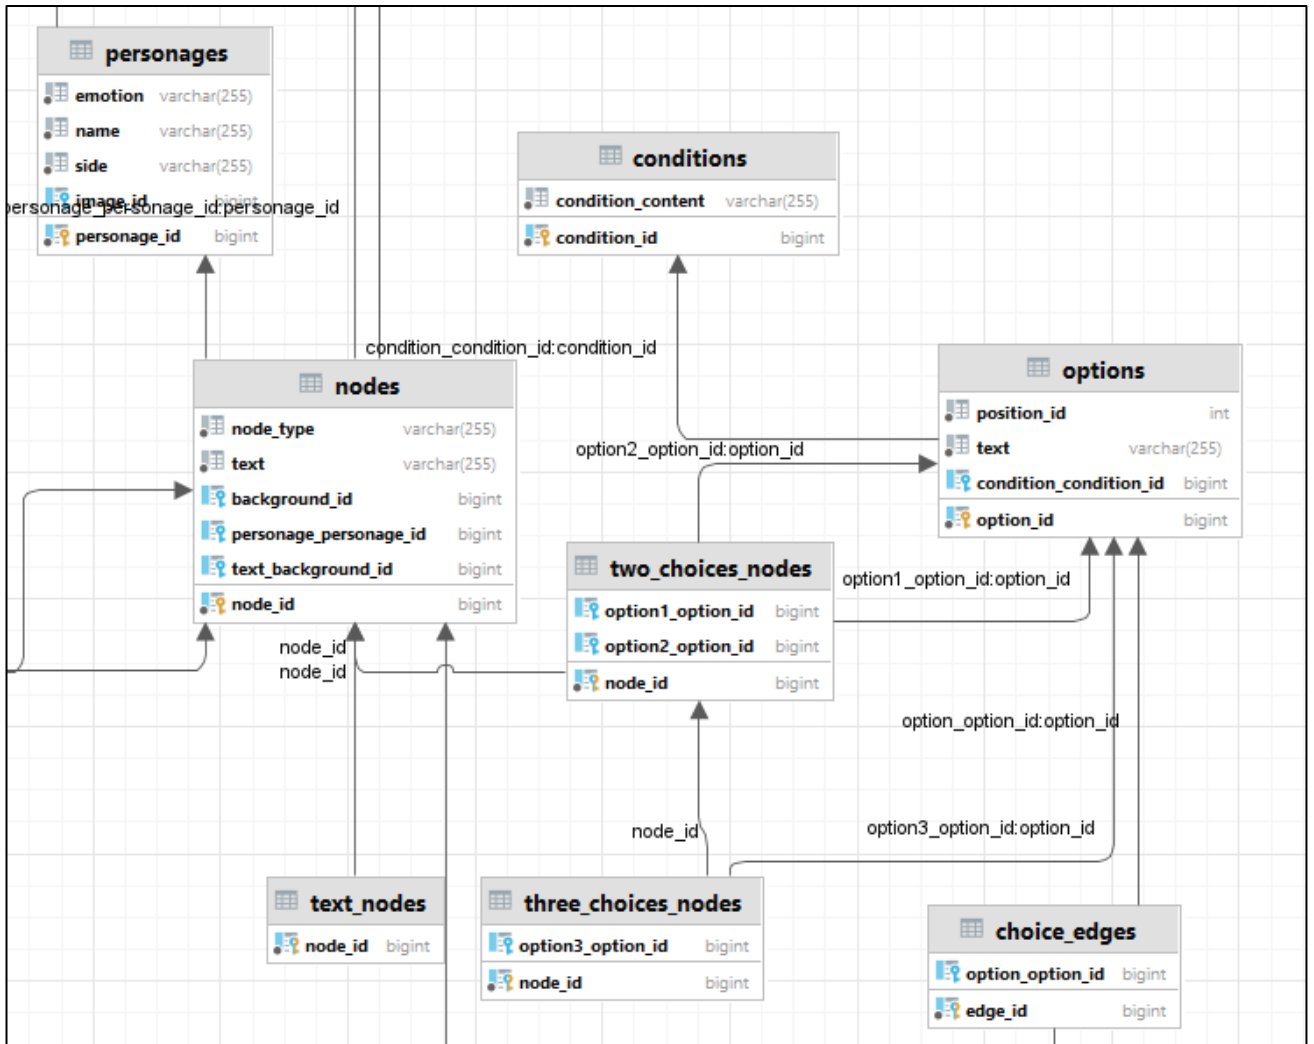 personages
emotion varchar(255)
name varchar(255)
side varchar(255)
image_id bigint
personage_personage_id:personage_id
personage_id bigint
conditions
condition_content varchar(255)
condition_id bigint
condition_condition_id:condition_id
nodes
node_type varchar(255)
text varchar(255)
background_id bigint
personage_personage_id bigint
text_background_id bigint
node_id bigint
options
position_id int
text varchar(255)
condition_condition_id bigint
option_id bigint
option2_option_id:option_id
two_choices_nodes
option1_option_id bigint
option2_option_id bigint
node_id bigint
option1_option_id:option_id
node_id
node_id
option_option_id:option_id
node_id
option3_option_id:option_id
text_nodes
node_id bigint
three_choices_nodes
option3_option_id bigint
node_id bigint
choice_edges
option_option_id bigint
edge_id bigint